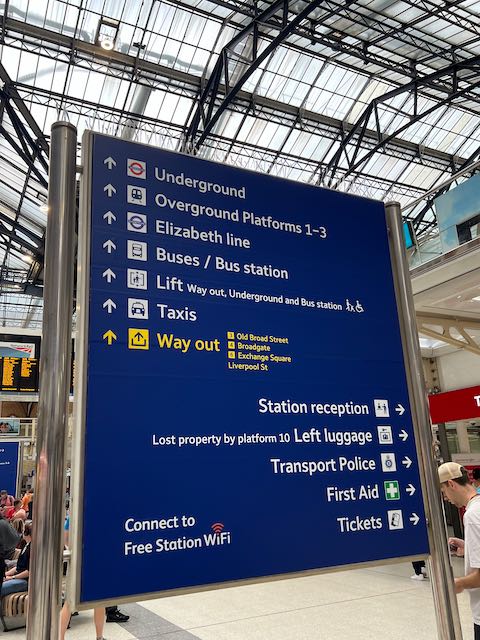 Underground
Overground Platforms 1-3
Elizabeth line
Buses / Bus station
Lift Way out, Underground and Bus station
Taxis
Way out
Old Broad Street
Broadgate
Exchange Square
Liverpool St
Station reception
Lost property by platform 10 Left luggage
Transport Police
First Aid
Tickets
Connect to
Free Station WiFi
T